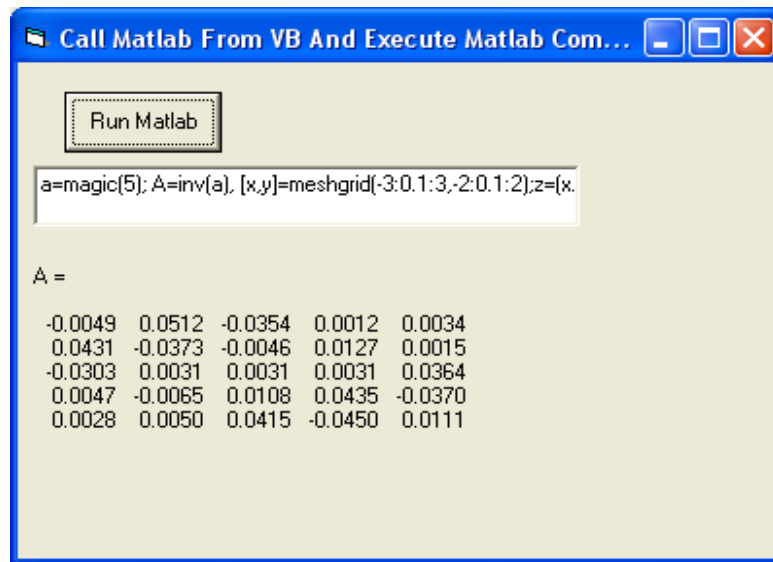 Call Matlab From VB And Execute Matlab Com...
Run Matlab
a=magic(5); A=inv(a), [x,y]=meshgrid(-3:0.1:3,-2:0.1:2);z=(x.
A =
-0.0049 0.0512 -0.0354 0.0012 0.0034
0.0431 -0.0373 -0.0046 0.0127 0.0015
-0.0303 0.0031 0.0031 0.0031 0.0364
0.0047 -0.0065 0.0108 0.0435 -0.0370
0.0028 0.0050 0.0415 -0.0450 0.0111